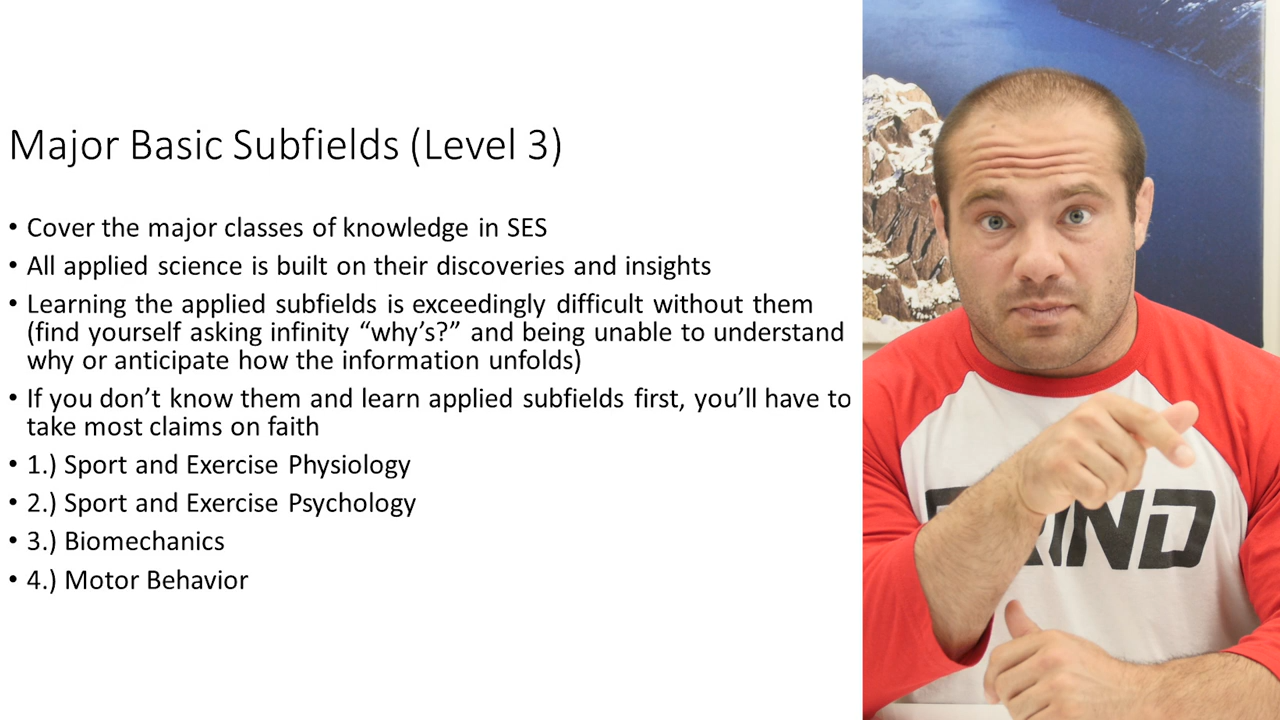 Major Basic Subfields (Level 3)
• Cover the major classes of knowledge in SES
• All applied science is built on their discoveries and insights
• Learning the applied subfields is exceedingly difficult without them
(find yourself asking infinity “why’s?” and being unable to understand
why or anticipate how the information unfolds)
• If you don’t know them and learn applied subfields first, you’ll have to
take most claims on faith
• 1.) Sport and Exercise Physiology
• 2.) Sport and Exercise Psychology
• 3.) Biomechanics
• 4.) Motor Behavior